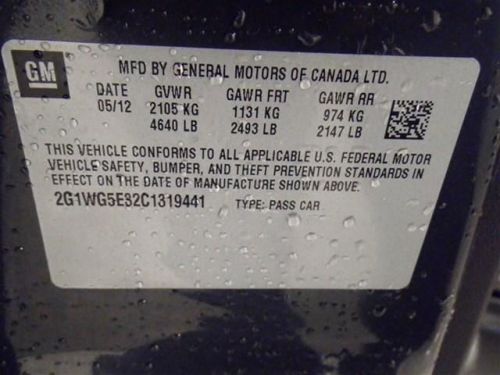 GM
MFD BY GENERAL MOTORS OF CANADA LTD.
DATE GVWR GAWR FRT GAWR RR
05/12 2105 KG 1131 KG 974 KG
4640 LB 2493 LB 2147 LB
THIS VEHICLE CONFORMS TO ALL APPLICABLE U.S. FEDERAL MOTOR
VEHICLE SAFETY, BUMPER, AND THEFT PREVENTION STANDARDS IN
EFFECT ON THE DATE OF MANUFACTURE SHOWN ABOVE.
2G1WG5E32C1319441 TYPE: PASS CAR